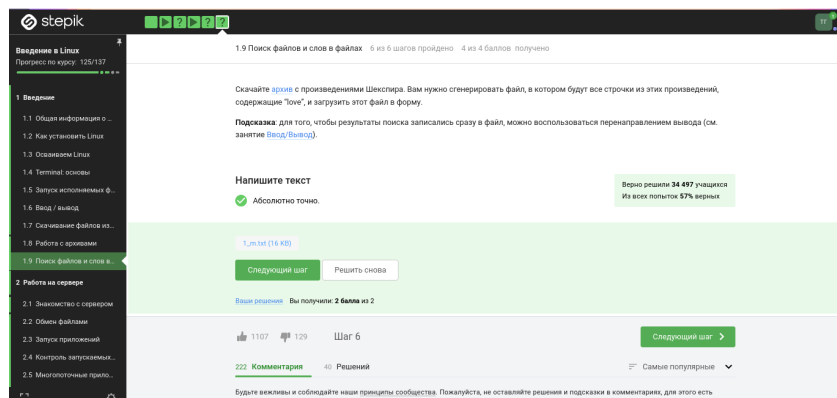 stepik
Введение в Linux
Прогресс по курсу: 125/137
1 Введение
1.1 Общая информация о ...
1.2 Как установить Linux
1.3 Осваиваем Linux
1.4 Terminal: основы
1.5 Запуск исполняемых ф...
1.6 Ввод / вывод
1.7 Скачивание файлов из...
1.8 Работа с архивами
1.9 Поиск файлов и слов в...
2 Работа на сервере
2.1 Знакомство с сервером
2.2 Обмен файлами
2.3 Запуск приложений
2.4 Контроль запускаемых...
2.5 Многопоточные прило...
1.9 Поиск файлов и слов в файлах 6 из 6 шагов пройдено 4 из 4 баллов получено
Скачайте архив с произведениями Шекспира. Вам нужно сгенерировать файл, в котором будут все строчки из этих произведений,
содержащие "love", и загрузить этот файл в форму.
Подсказка: для того, чтобы результаты поиска записались сразу в файл, можно воспользоваться перенаправлением вывода (см.
занятие Ввод/Вывод).
Напишите текст
Абсолютно точно.
Верно решили 34 497 учащихся
Из всех попыток 57% верных
1_m.txt (16 KB)
Следующий шаг
Решить снова
Ваши решения Вы получили: 2 балла из 2
1107 129 Шаг 6
Следующий шаг
222 Комментария 40 Решений
Самые популярные
Будьте вежливы и соблюдайте наши принципы сообщества. Пожалуйста, не оставляйте решения и подсказки в комментариях, для этого есть